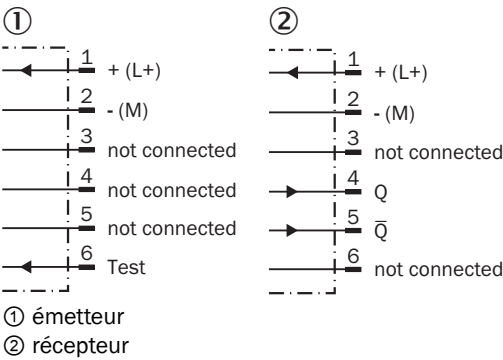 ①
1 + (L+)
2 - (M)
3 not connected
4 not connected
5 not connected
6 Test
②
1 + (L+)
2 - (M)
3 not connected
4 Q
5 Q̅
6 not connected
① émetteur
② récepteur